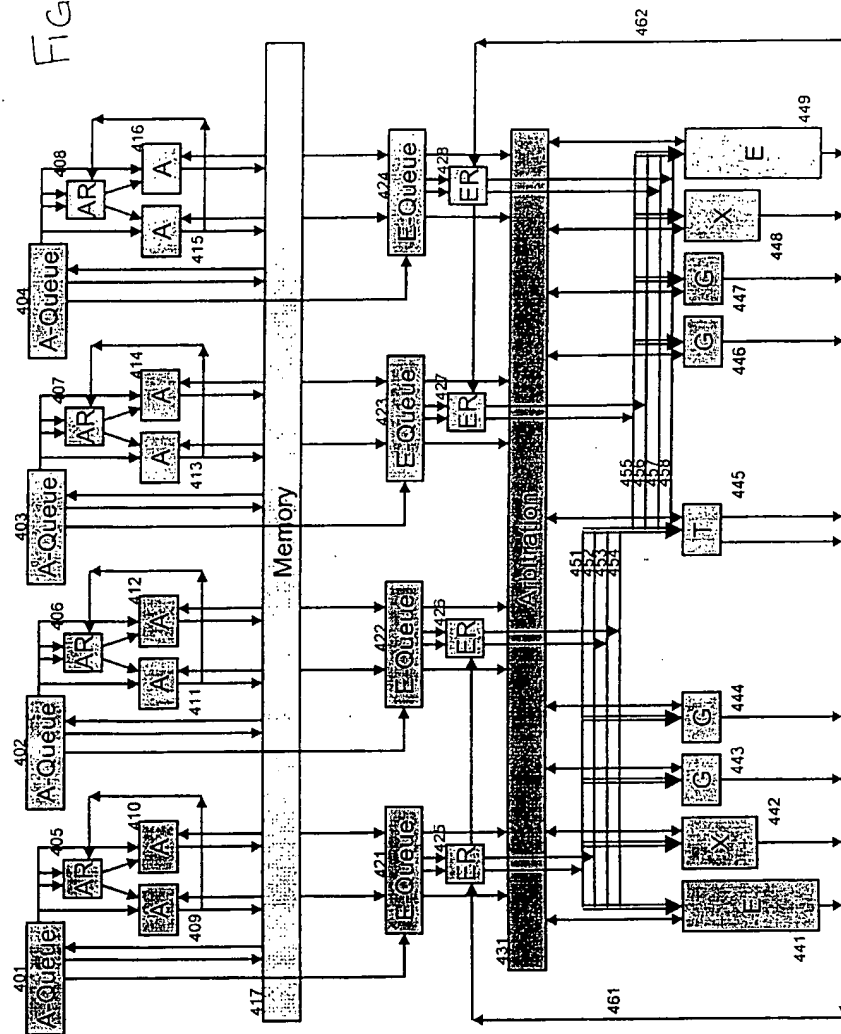 FIG
401
A-Queue
402
A-Queue
403
A-Queue
404
A-Queue
405
AR
406
AR
407
AR
408
AR
409
A
410
A
411
A
412
A
413
A
414
A
415
A
416
A
417
Memory
421
E-Queue
422
E-Queue
423
E-Queue
424
E-Queue
425
ER
426
ER
427
ER
428
ER
431
Arbitration
451
452
453
454
455
456
457
458
E
441
X
442
G
443
G
444
T
445
G
446
G
447
X
448
E
449
461
462